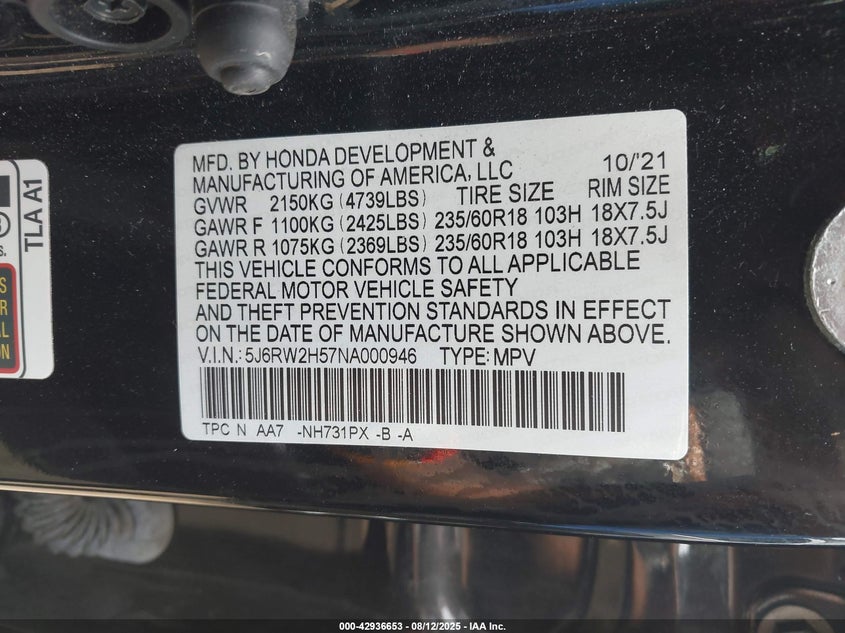 MFD. BY HONDA DEVELOPMENT &
MANUFACTURING OF AMERICA, LLC 10/'21
GVWR 2150KG (4739LBS) TIRE SIZE RIM SIZE
GAWR F 1100KG (2425LBS) 235/60R18 103H 18X7.5J
GAWR R 1075KG (2369LBS) 235/60R18 103H 18X7.5J
THIS VEHICLE CONFORMS TO ALL APPLICABLE
FEDERAL MOTOR VEHICLE SAFETY
AND THEFT PREVENTION STANDARDS IN EFFECT
ON THE DATE OF MANUFACTURE SHOWN ABOVE.
V.I.N.: 5J6RW2H57NA000946 TYPE: MPV
TPC N AA7 -NH731PX -B -A
TLA A1
000-42936653 - 08/12/2025 - IAA Inc.